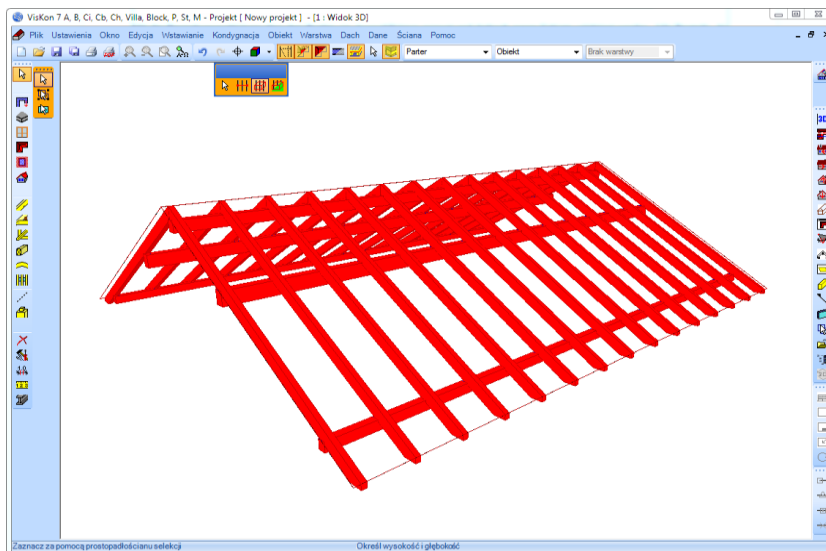 VisKon 7 A, B, Ci, Cb, Ch, Villa, Block, P, St, M - Projekt [ Nowy projekt ] - [1 : Widok 3D]
Plik Ustawienia Okno Edycja Wstawianie Kondygnacja Obiekt Warstwa Dach Dane Ściana Pomoc
Parter Obiekt Brak warstwy
3D
Zaznacz za pomocą prostopadłościanu selekcji Określ wysokość i głębokość